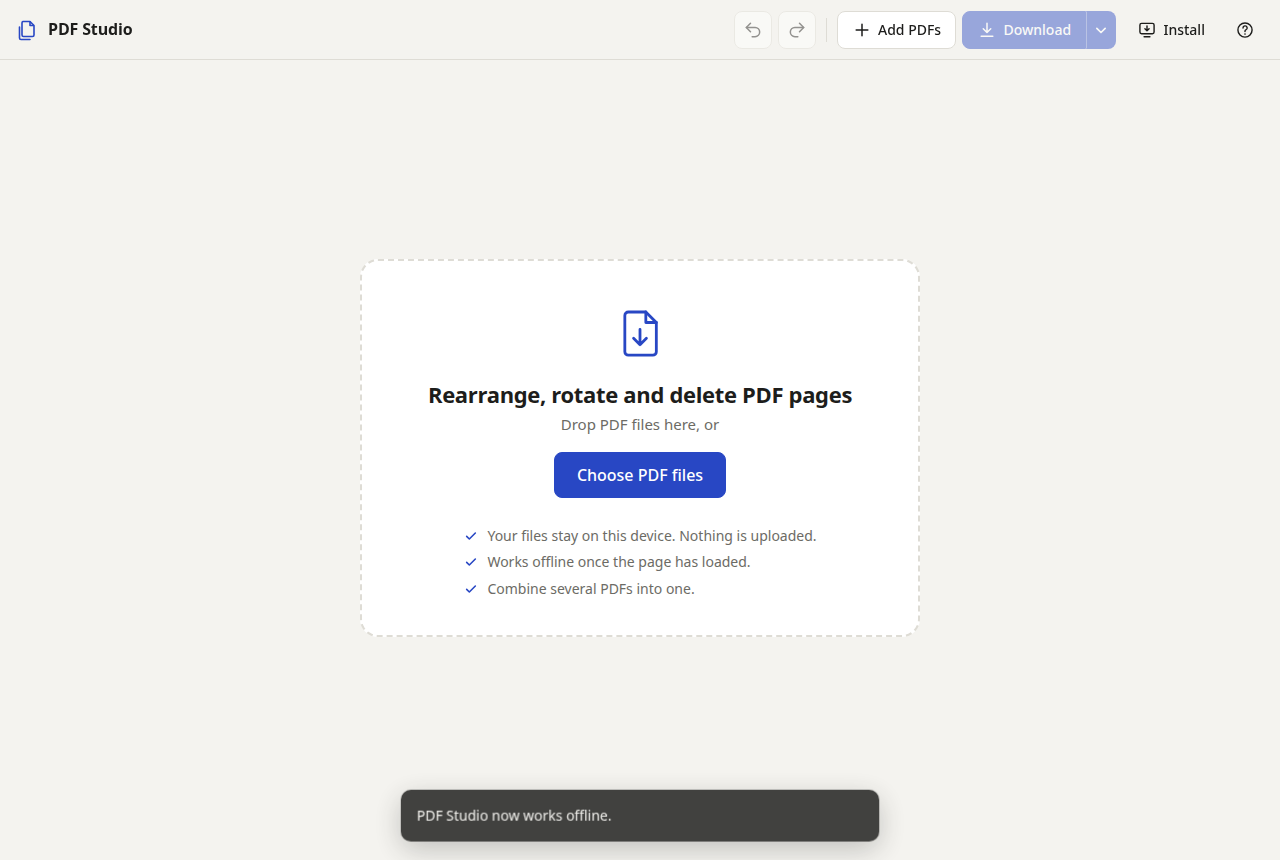 PDF Studio
Add PDFs
Download
Install
Rearrange, rotate and delete PDF pages
Drop PDF files here, or
Choose PDF files
Your files stay on this device. Nothing is uploaded.
Works offline once the page has loaded.
Combine several PDFs into one.
PDF Studio now works offline.